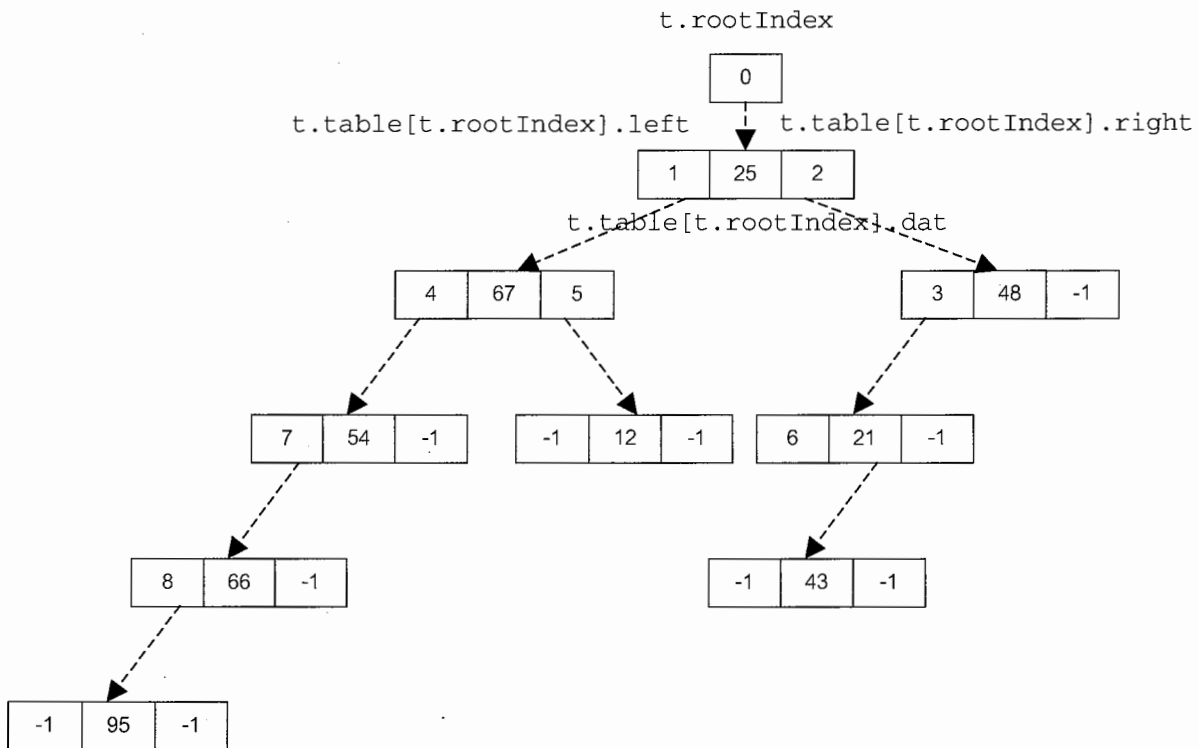 t.rootIndex
0
t.table[t.rootIndex].left t.table[t.rootIndex].right
1 25 2
t.table[t.rootIndex].dat
4 67 5
3 48 -1
7 54 -1
-1 12 -1
6 21 -1
8 66 -1
-1 43 -1
-1 95 -1